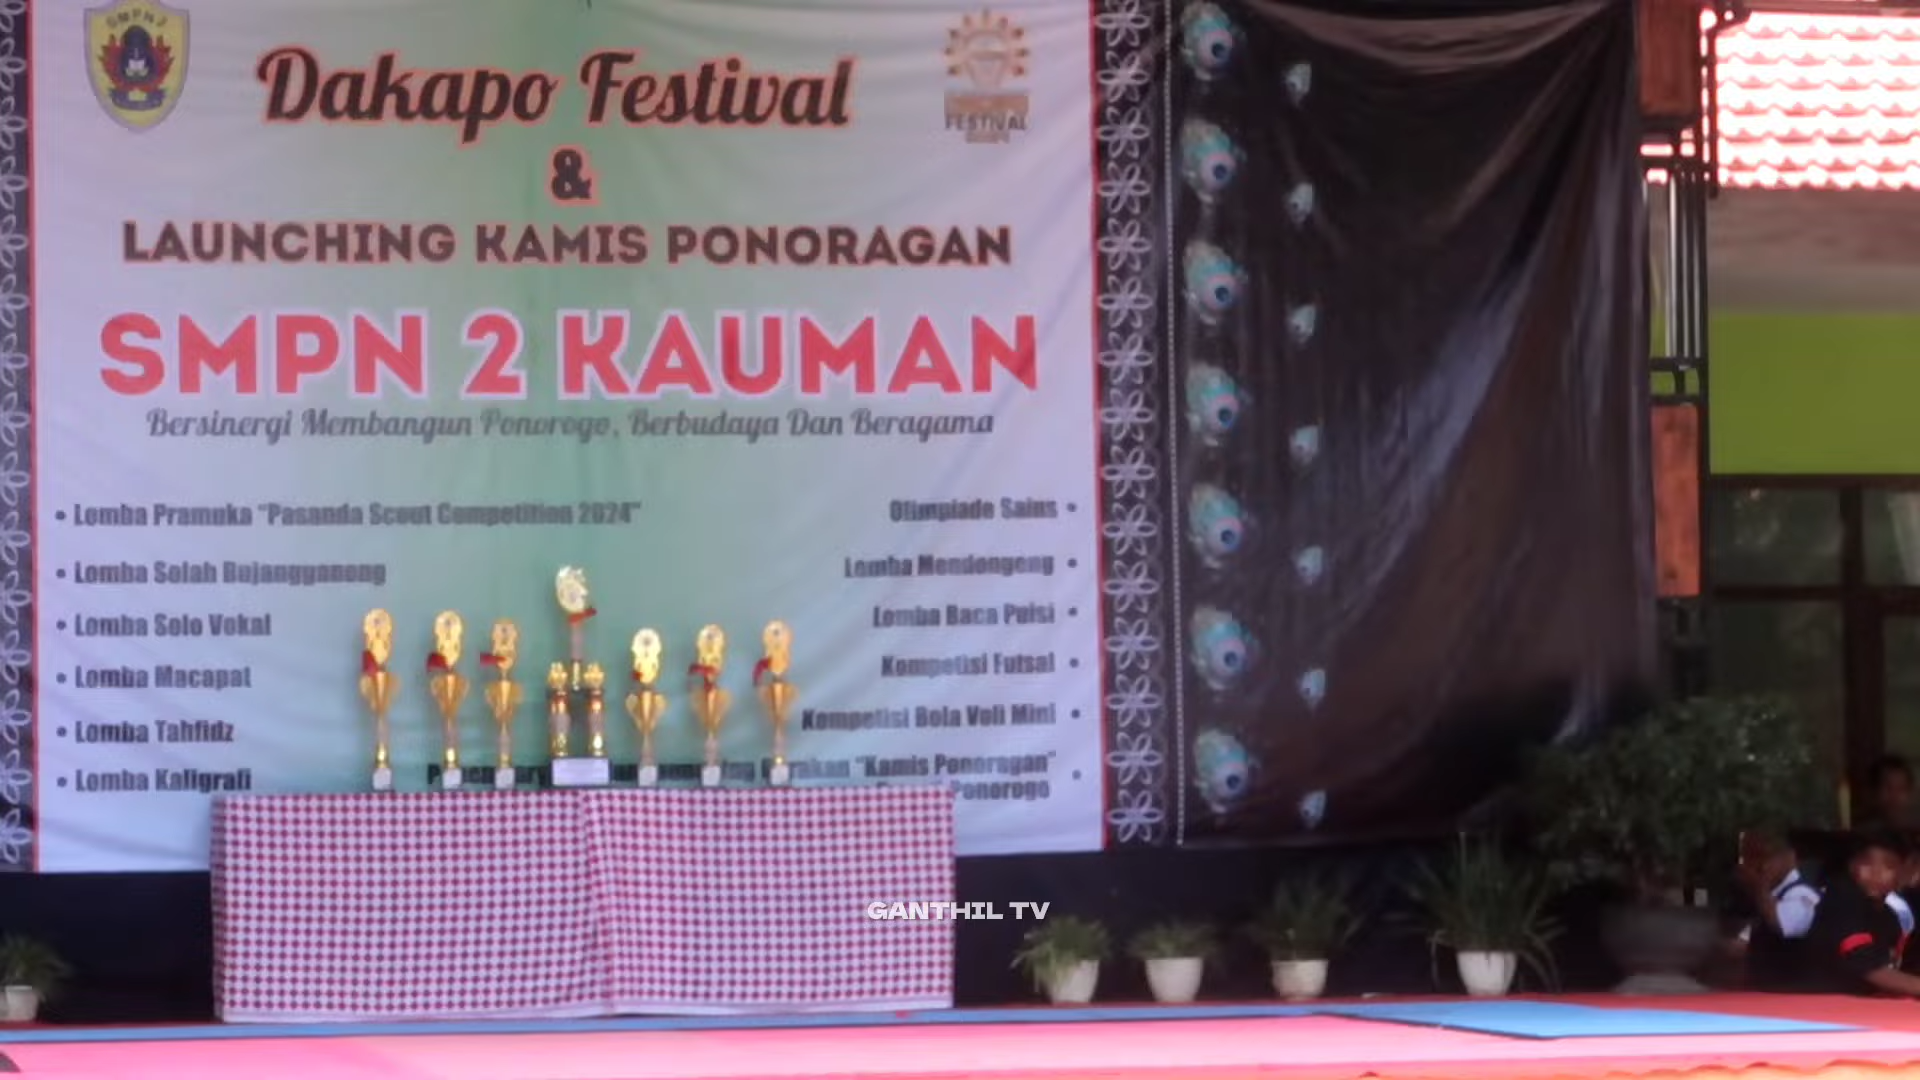 SMPN 2
Dakapo Festival
FESTIVAL
&
LAUNCHING KAMIS PONORAGAN
SMPN 2 KAUMAN
Bersinergi Membangun Ponorogo, Berbudaya Dan Beragama
• Lomba Pramuka "Pasanda Scout Competition 2024"
• Lomba Solah Bujangganong
• Lomba Solo Vokal
• Lomba Macapat
• Lomba Tahfidz
• Lomba Kaligrafi
Olimpiade Sains •
Lomba Mendongeng •
Lomba Baca Puisi •
Kompetisi Futsal •
Kompetisi Bola Voli Mini •
"Kamis Ponoragan" •
Ponorogo
GANTHIL TV